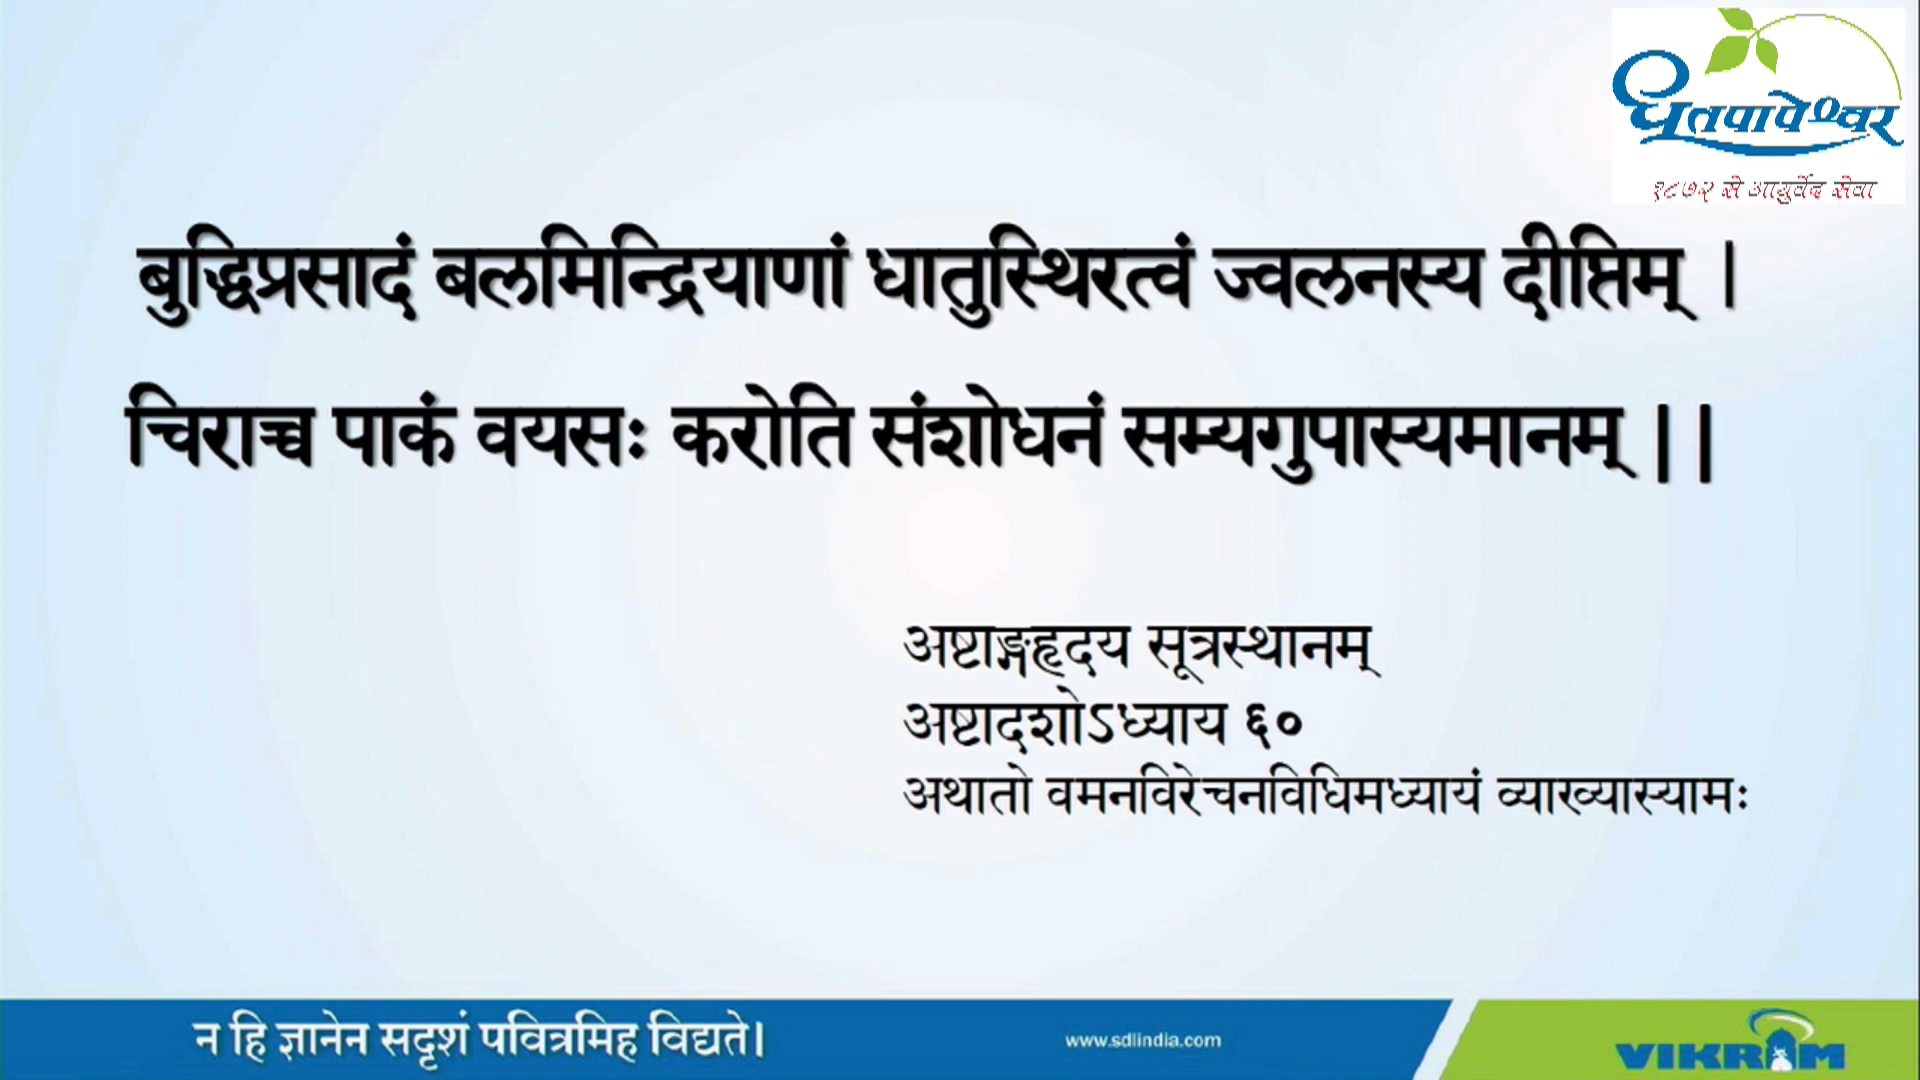 धूतपापेश्वर
१८७२ से आयुर्वेद सेवा
बुद्धिप्रसादं बलमिन्द्रियाणां धातुस्थिरत्वं ज्वलनस्य दीप्तिम् |
चिराच्च पाकं वयसः करोति संशोधनं सम्यगुपास्यमानम् ||
अष्टाङ्गहृदय सूत्रस्थानम्
अष्टादशोऽध्याय ६०
अथातो वमनविरेचनविधिमध्यायं व्याख्यास्यामः
न हि ज्ञानेन सदृशं पवित्रमिह विद्यते।
www.sdlindia.com
VIKRAM